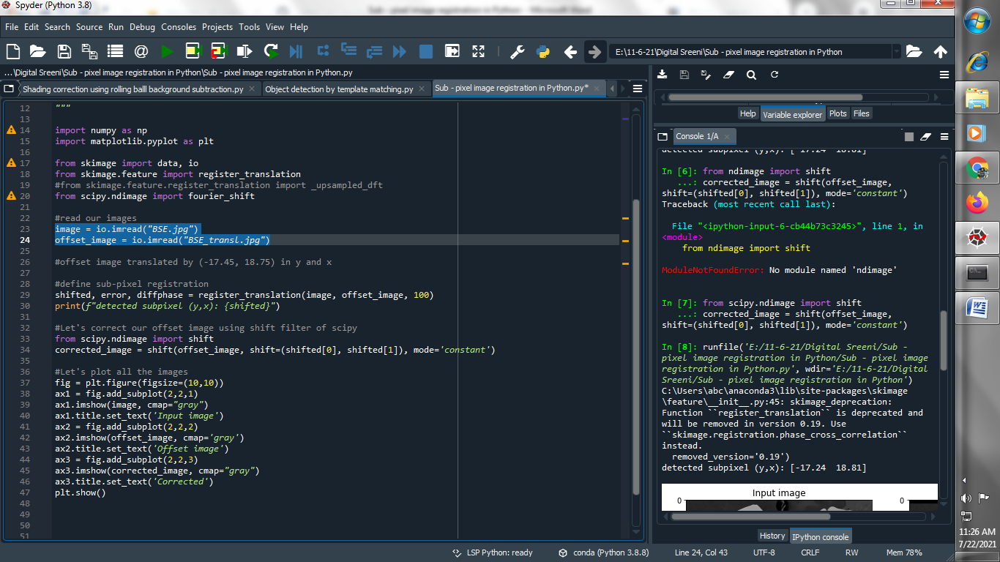 Spyder (Python 3.8)
File Edit Search Source Run Debug Consoles Projects Tools View Help
E:\11-6-21\Digital Sreeni\Sub - pixel image registration in Python
...\Digital Sreeni\Sub - pixel image registration in Python\Sub - pixel image registration in Python.py
Shading correction using rolling balll background subtraction.py
Object detection by template matching.py
Sub - pixel image registration in Python.py*
12 """
13
14 import numpy as np
15 import matplotlib.pyplot as plt
16
17 from skimage import data, io
18 from skimage.feature import register_translation
19 #from skimage.feature.register_translation import _upsampled_dft
20 from scipy.ndimage import fourier_shift
21
22 #read our images
23 image = io.imread("BSE.jpg")
24 offset_image = io.imread("BSE_transl.jpg")
25
26 #offset image translated by (-17.45, 18.75) in y and x
27
28 #define sub-pixel registration
29 shifted, error, diffphase = register_translation(image, offset_image, 100)
30 print(f"detected subpixel (y,x): {shifted}")
31
32 #Let's correct our offset image using shift filter of scipy
33 from scipy.ndimage import shift
34 corrected_image = shift(offset_image, shift=(shifted[0], shifted[1]), mode='constant')
35
36 #Let's plot all the images
37 fig = plt.figure(figsize=(10,10))
38 ax1 = fig.add_subplot(2,2,1)
39 ax1.imshow(image, cmap="gray")
40 ax1.title.set_text('Input image')
41 ax2 = fig.add_subplot(2,2,2)
42 ax2.imshow(offset_image, cmap='gray')
43 ax2.title.set_text('Offset image')
44 ax3 = fig.add_subplot(2,2,3)
45 ax3.imshow(corrected_image, cmap="gray")
46 ax3.title.set_text('Corrected')
47 plt.show()
48
49
50
51
Help Variable explorer Plots Files
Console 1/A
detected subpixel (y,x): [-17.24 18.81]
In [6]: from ndimage import shift
...: corrected_image = shift(offset_image,
shift=(shifted[0], shifted[1]), mode='constant')
Traceback (most recent call last):
File "<ipython-input-6-cb44b73c3245>", line 1, in
<module>
from ndimage import shift
ModuleNotFoundError: No module named 'ndimage'
In [7]: from scipy.ndimage import shift
...: corrected_image = shift(offset_image,
shift=(shifted[0], shifted[1]), mode='constant')
In [8]: runfile('E:/11-6-21/Digital Sreeni/Sub -
pixel image registration in Python/Sub - pixel image
registration in Python.py', wdir='E:/11-6-21/Digital
Sreeni/Sub - pixel image registration in Python')
C:\Users\abc\anaconda3\lib\site-packages\skimage
\feature\__init__.py:45: skimage_deprecation:
Function ``register_translation`` is deprecated and
will be removed in version 0.19. Use
``skimage.registration.phase_cross_correlation``
instead.
removed_version='0.19')
detected subpixel (y,x): [-17.24 18.81]
Input image
0 0
History IPython console
LSP Python: ready conda (Python 3.8.8) Line 24, Col 43 UTF-8 CRLF RW Mem 78%
11:26 AM
7/22/2021